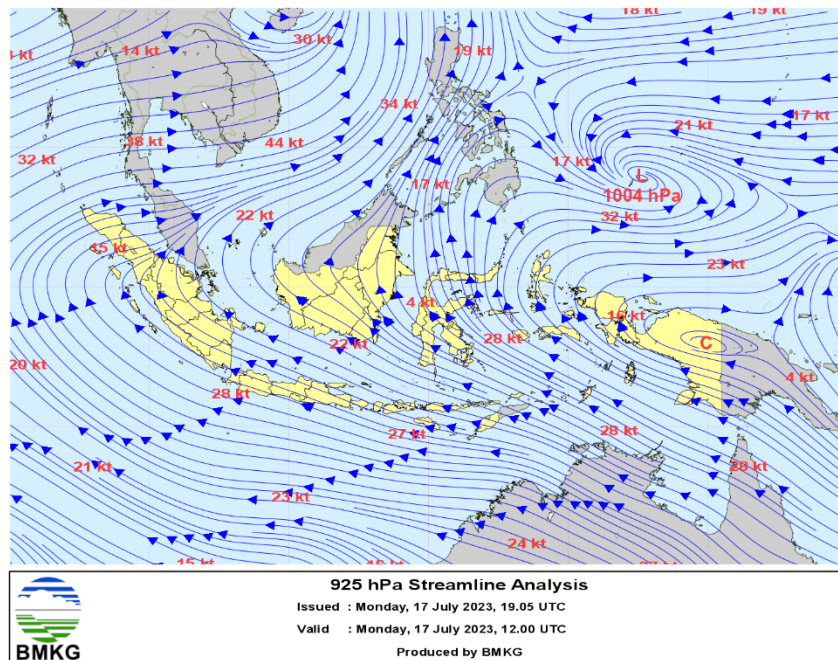 18 kt
19 kt
30 kt
19 kt
14 kt
34 kt
17 kt
21 kt
38 kt
44 kt
32 kt
17 kt
L
1004 hPa
17 kt
32 kt
22 kt
15 kt
23 kt
4 kt
16 kt
28 kt
22 kt
C
20 kt
4 kt
28 kt
27 kt
28 kt
21 kt
28 kt
23 kt
24 kt
925 hPa Streamline Analysis
Issued : Monday, 17 July 2023, 19.05 UTC
Valid : Monday, 17 July 2023, 12.00 UTC
Produced by BMKG
BMKG